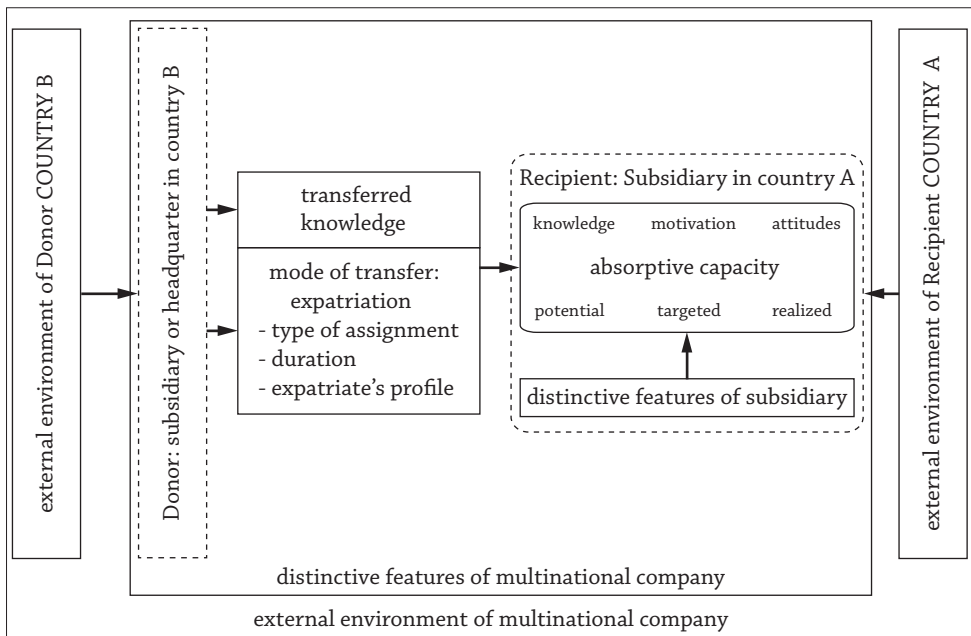 external environment of Donor COUNTRY B
Donor: subsidiary or headquarter in country B
transferred
knowledge
mode of transfer:
expatriation
- type of assignment
- duration
- expatriate's profile
Recipient: Subsidiary in country A
knowledge motivation attitudes
absorptive capacity
potential targeted realized
distinctive features of subsidiary
external environment of Recipient COUNTRY A
distinctive features of multinational company
external environment of multinational company